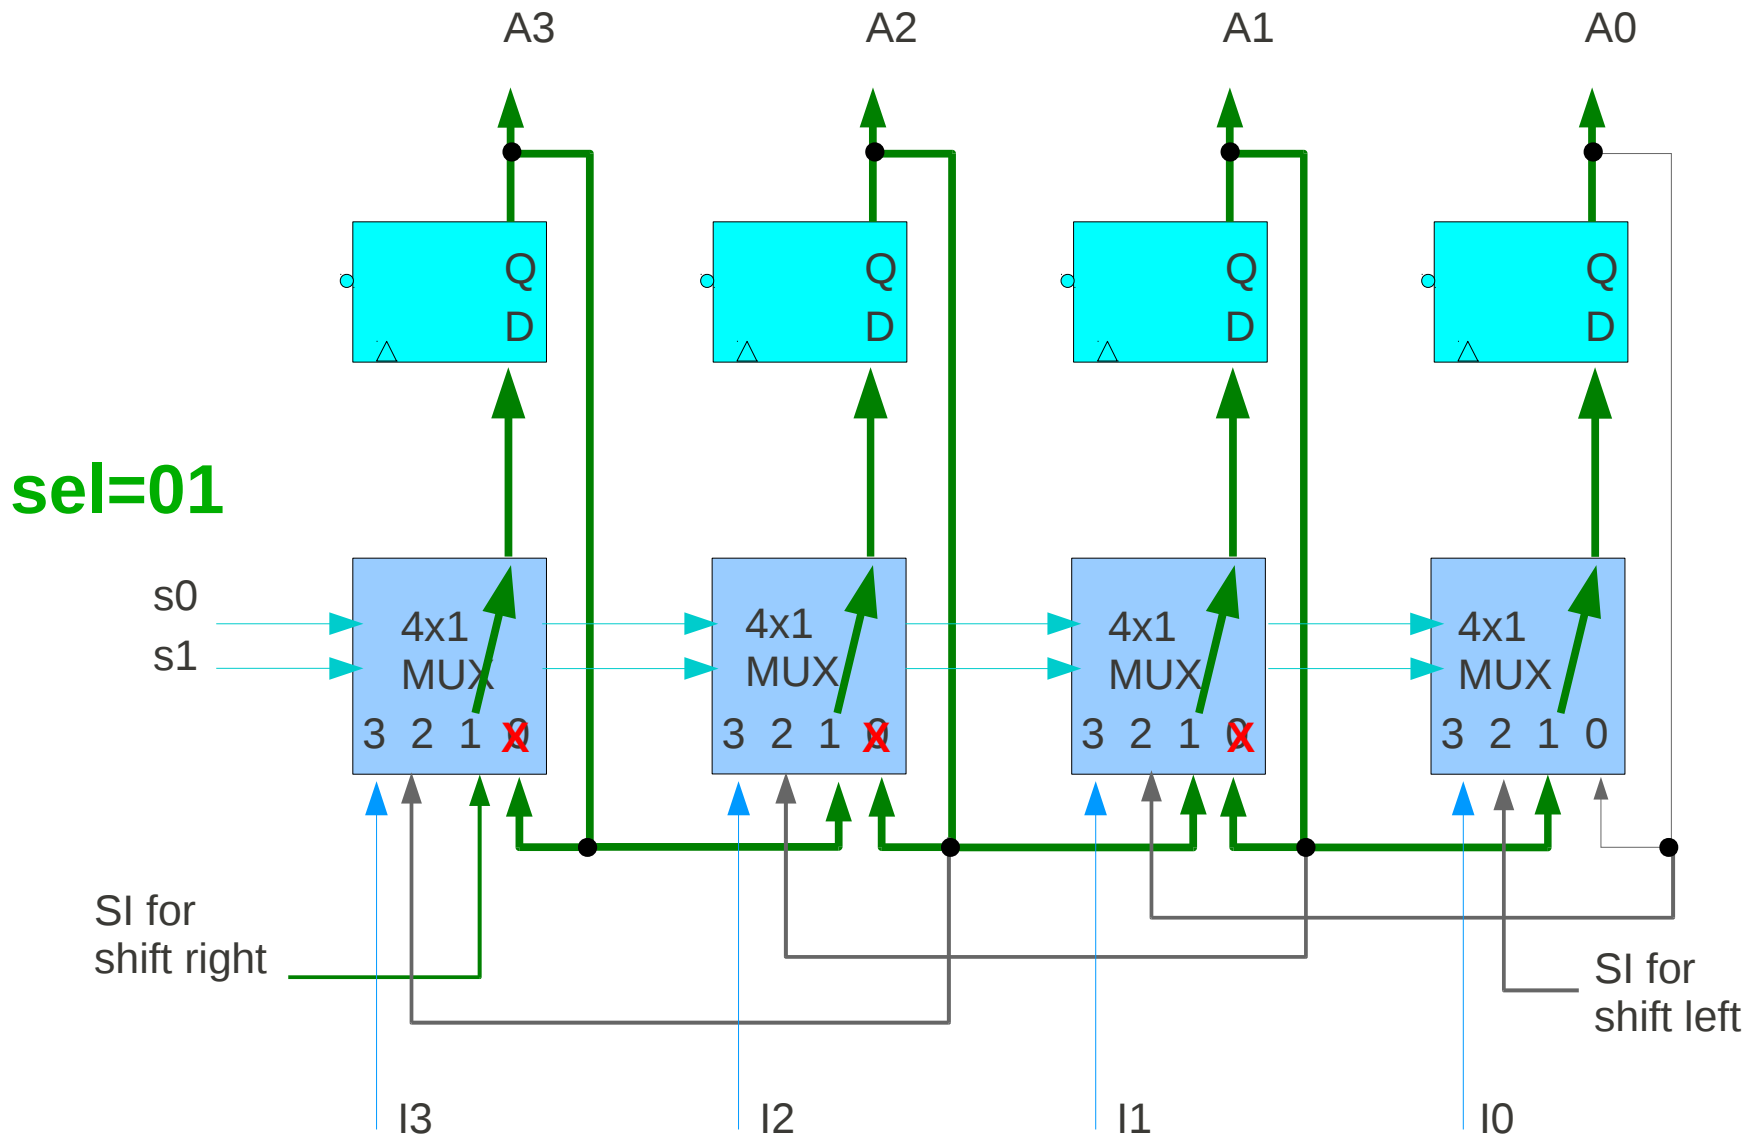 A3 A2 A1 A0
Q Q Q Q
D D D D
sel=01
s0
s1
4x1 4x1 4x1 4x1
MUX MUX MUX MUX
3 2 1 0 3 2 1 0 3 2 1 0 3 2 1 0
X X X
SI for
shift right
SI for
shift left
I3 I2 I1 I0